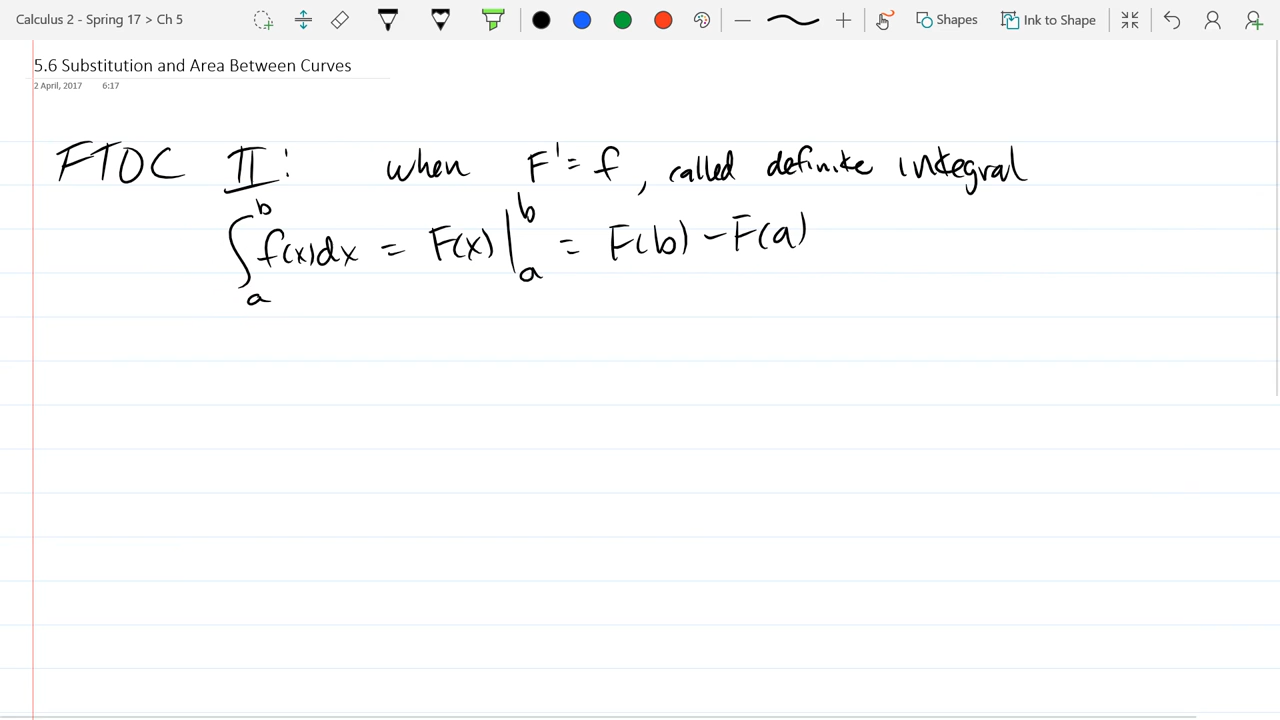 Calculus 2 - Spring 17 > Ch 5
Shapes
Ink to Shape
5.6 Substitution and Area Between Curves
2 April, 2017 6:17
FTOC II: when F' = f, called definite integral
∫_a^b f(x)dx = F(x) |_a^b = F(b) - F(a)